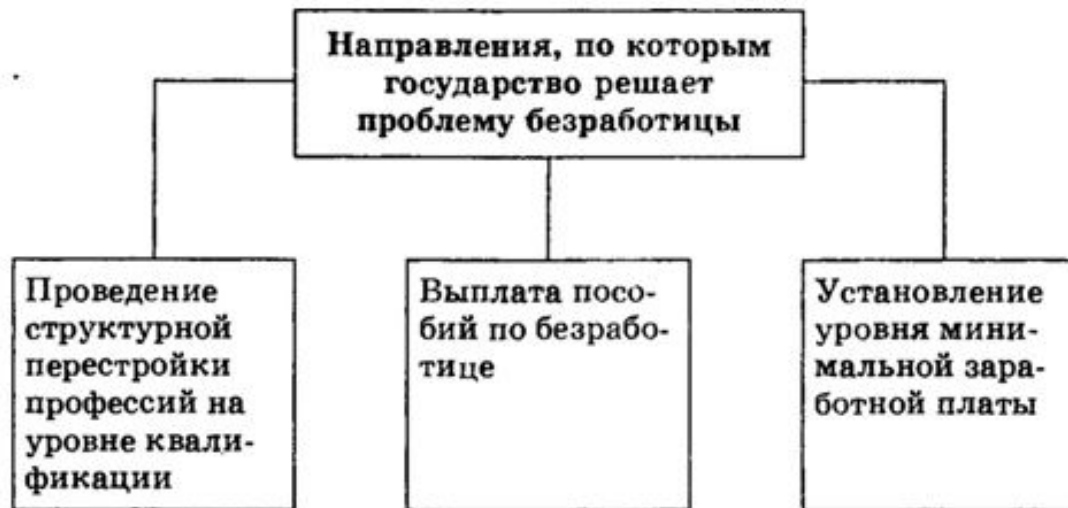 Направления, по которым
государство решает
проблему безработицы
Проведение
структурной
перестройки
профессий на
уровне квали-
фикации
Выплата посо-
бий по безрабо-
тице
Установление
уровня мини-
мальной зара-
ботной платы